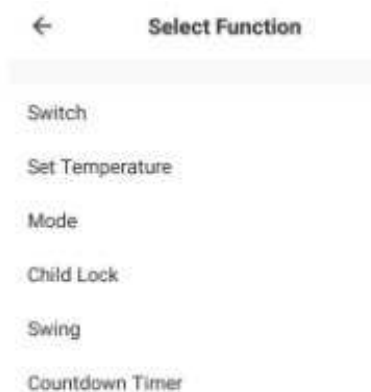 Select Function
Switch
Set Temperature
Mode
Child Lock
Swing
Countdown Timer